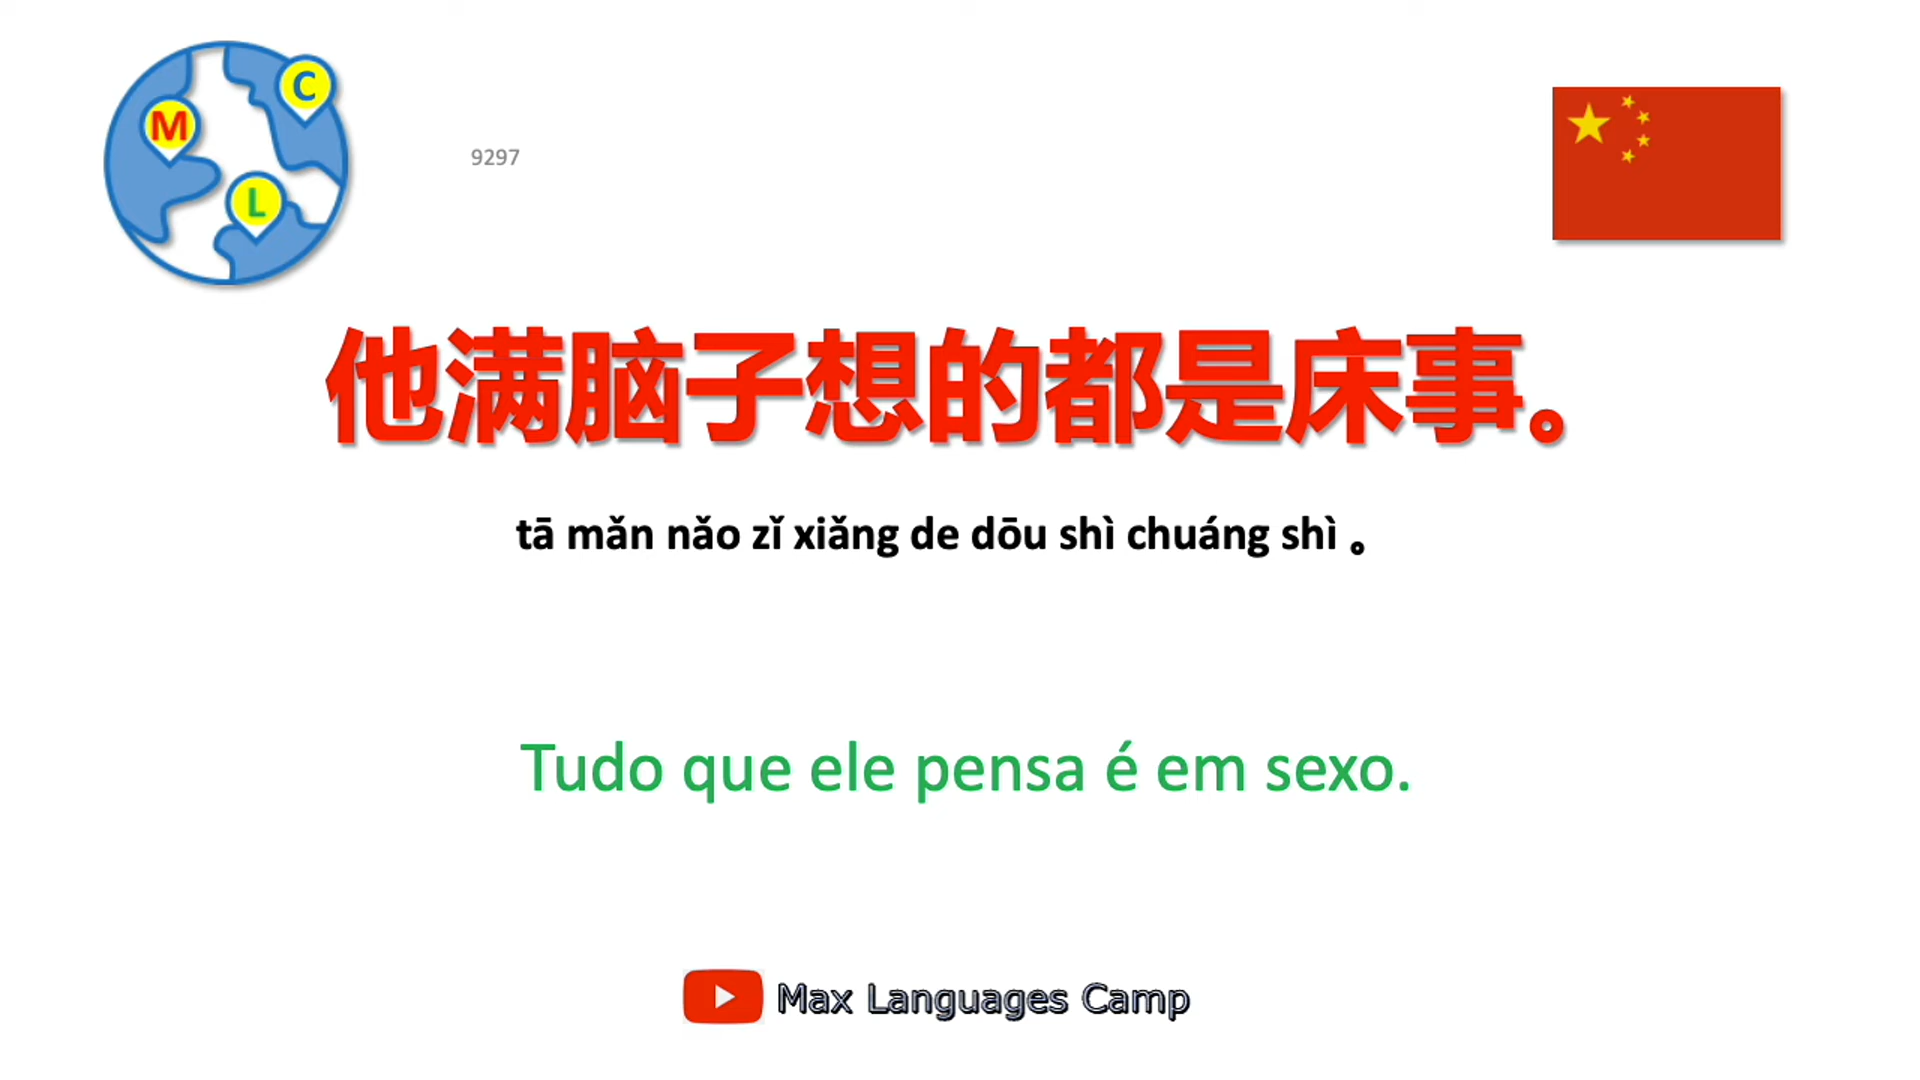 M
C
L
9297
他满脑子想的都是床事。
tā mǎn nǎo zǐ xiǎng de dōu shì chuáng shì 。
Tudo que ele pensa é em sexo.
Max Languages Camp